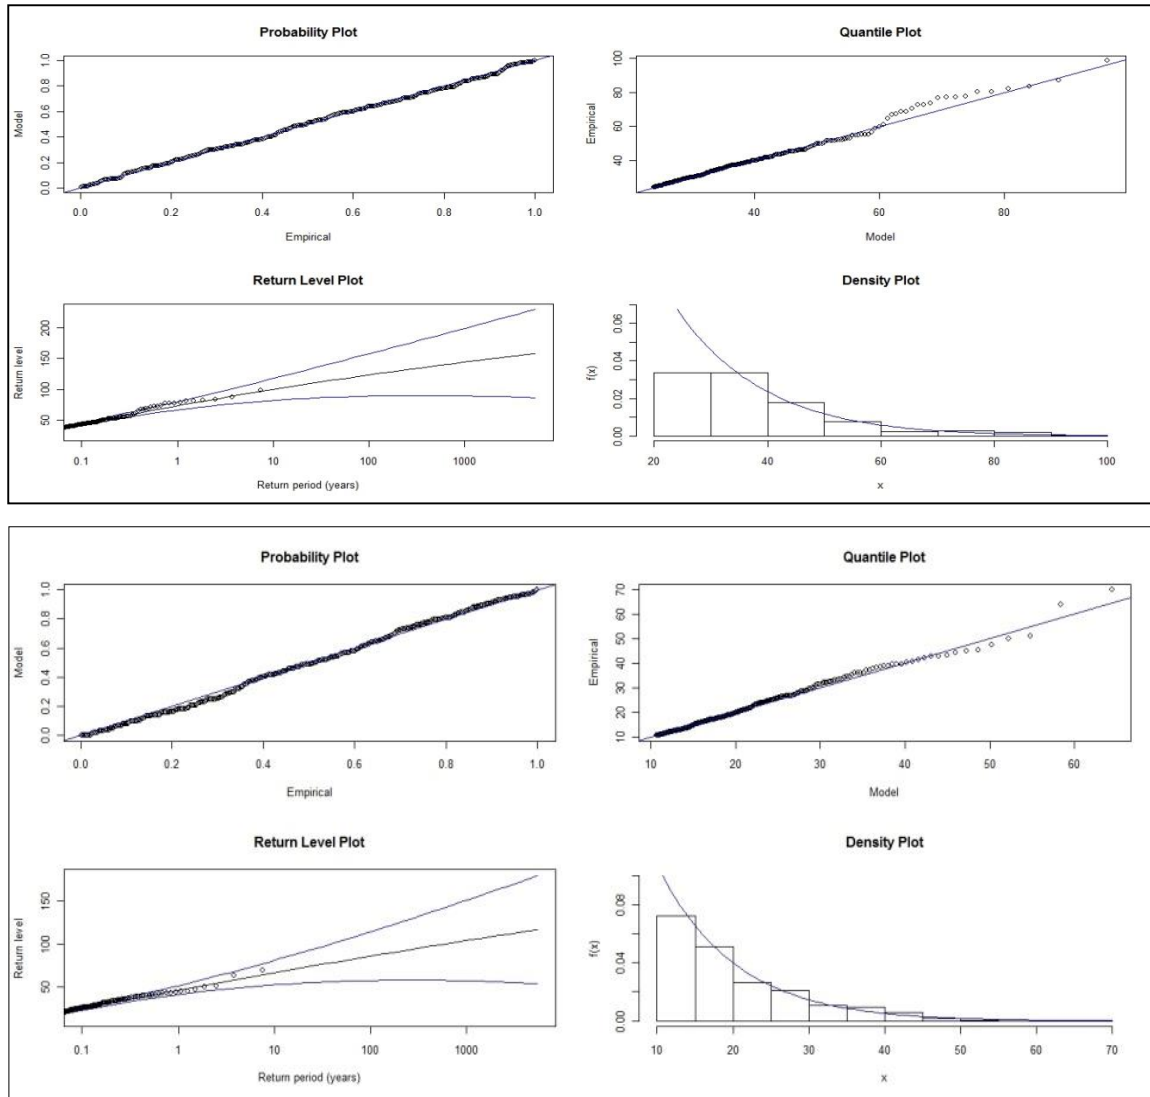 Probability Plot
Model
0.0 0.2 0.4 0.6 0.8 1.0
0.0 0.2 0.4 0.6 0.8 1.0
Empirical
Quantile Plot
Empirical
40 60 80 100
40 60 80
Model
Return Level Plot
Return level
50 100 150 200
0.1 1 10 100 1000
Return period (years)
Density Plot
f(x)
0.00 0.02 0.04 0.06
20 40 60 80 100
x
Probability Plot
Model
0.0 0.2 0.4 0.6 0.8 1.0
0.0 0.2 0.4 0.6 0.8 1.0
Empirical
Quantile Plot
Empirical
10 20 30 40 50 60 70
10 20 30 40 50 60
Model
Return Level Plot
Return level
50 100 150
0.1 1 10 100 1000
Return period (years)
Density Plot
f(x)
0.00 0.04 0.08
10 20 30 40 50 60 70
x